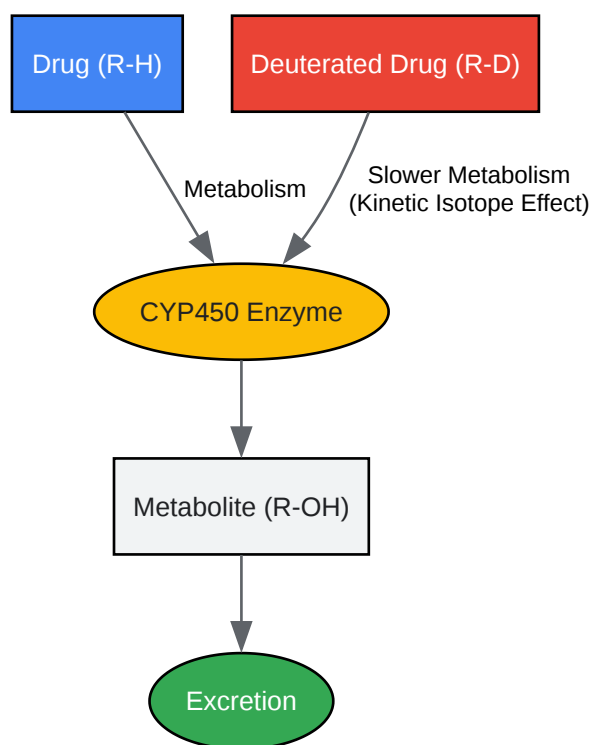 Drug (R-H)
Deuterated Drug (R-D)
Metabolism
Slower Metabolism
(Kinetic Isotope Effect)
CYP450 Enzyme
Metabolite (R-OH)
Excretion